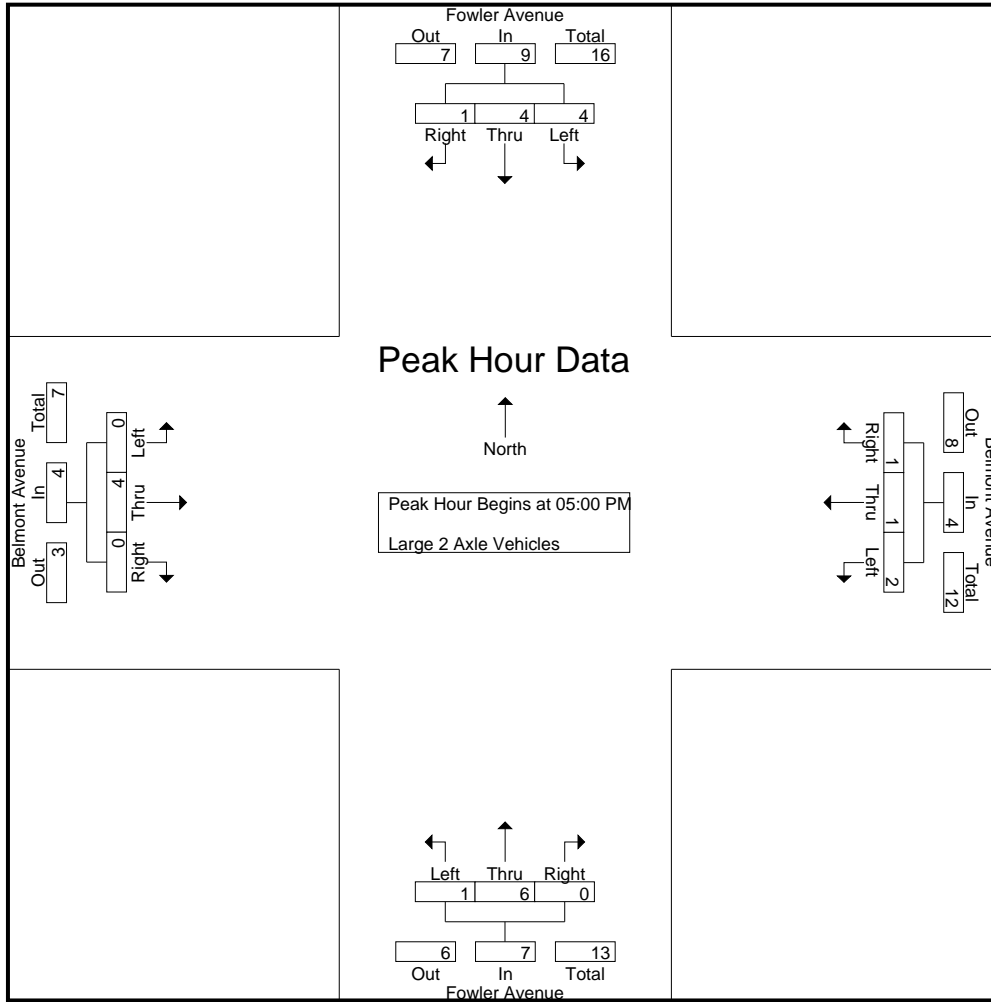 Fowler Avenue
Out In Total
7 9 16
1 4 4
Right Thru Left
Peak Hour Data
North
Peak Hour Begins at 05:00 PM
Large 2 Axle Vehicles
Belmont Avenue
Total In Out
7 4 3
0 4 0
Left Thru Right
Right Thru Left
1 1 2
Out In Total
8 4 12
Belmont Avenue
Left Thru Right
1 6 0
6 7 13
Out In Total
Fowler Avenue